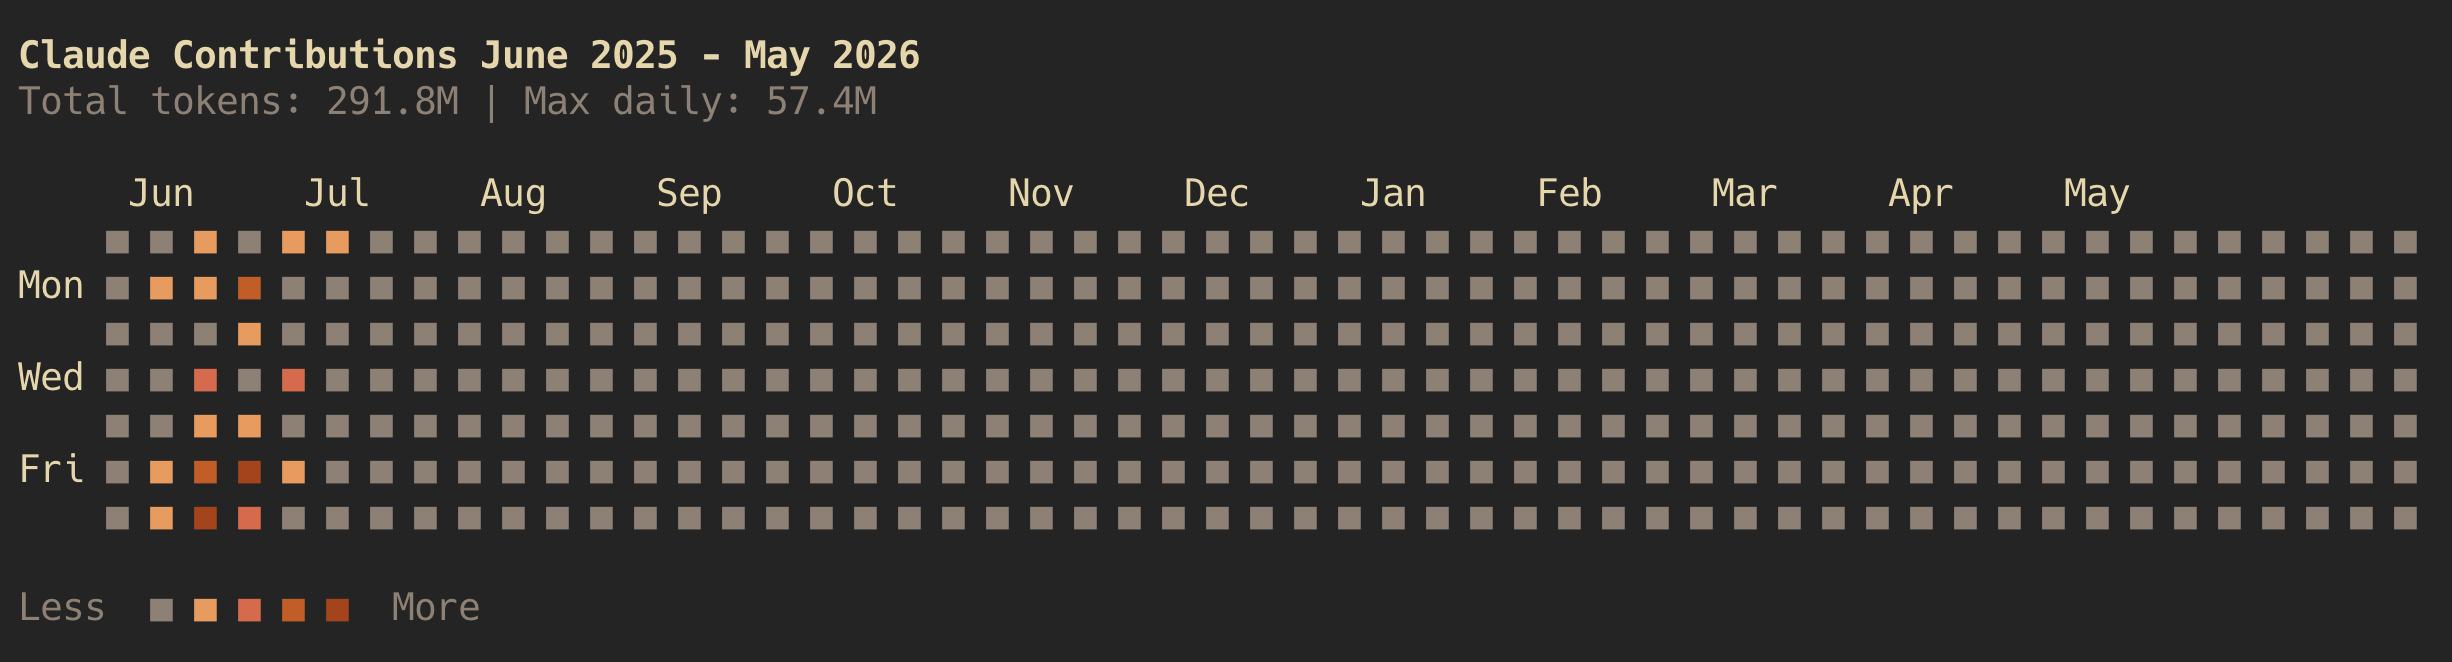 Claude Contributions June 2025 - May 2026
Total tokens: 291.8M | Max daily: 57.4M
Jun Jul Aug Sep Oct Nov Dec Jan Feb Mar Apr May
Mon
Wed
Fri
Less More